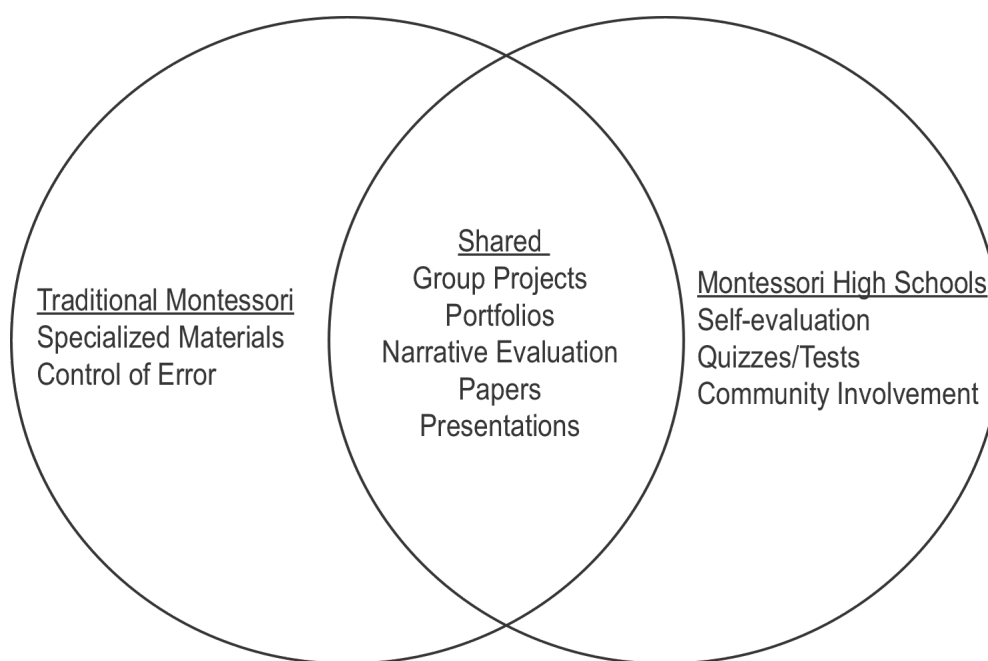 Traditional Montessori
Specialized Materials
Control of Error
Shared
Group Projects
Portfolios
Narrative Evaluation
Papers
Presentations
Montessori High Schools
Self-evaluation
Quizzes/Tests
Community Involvement